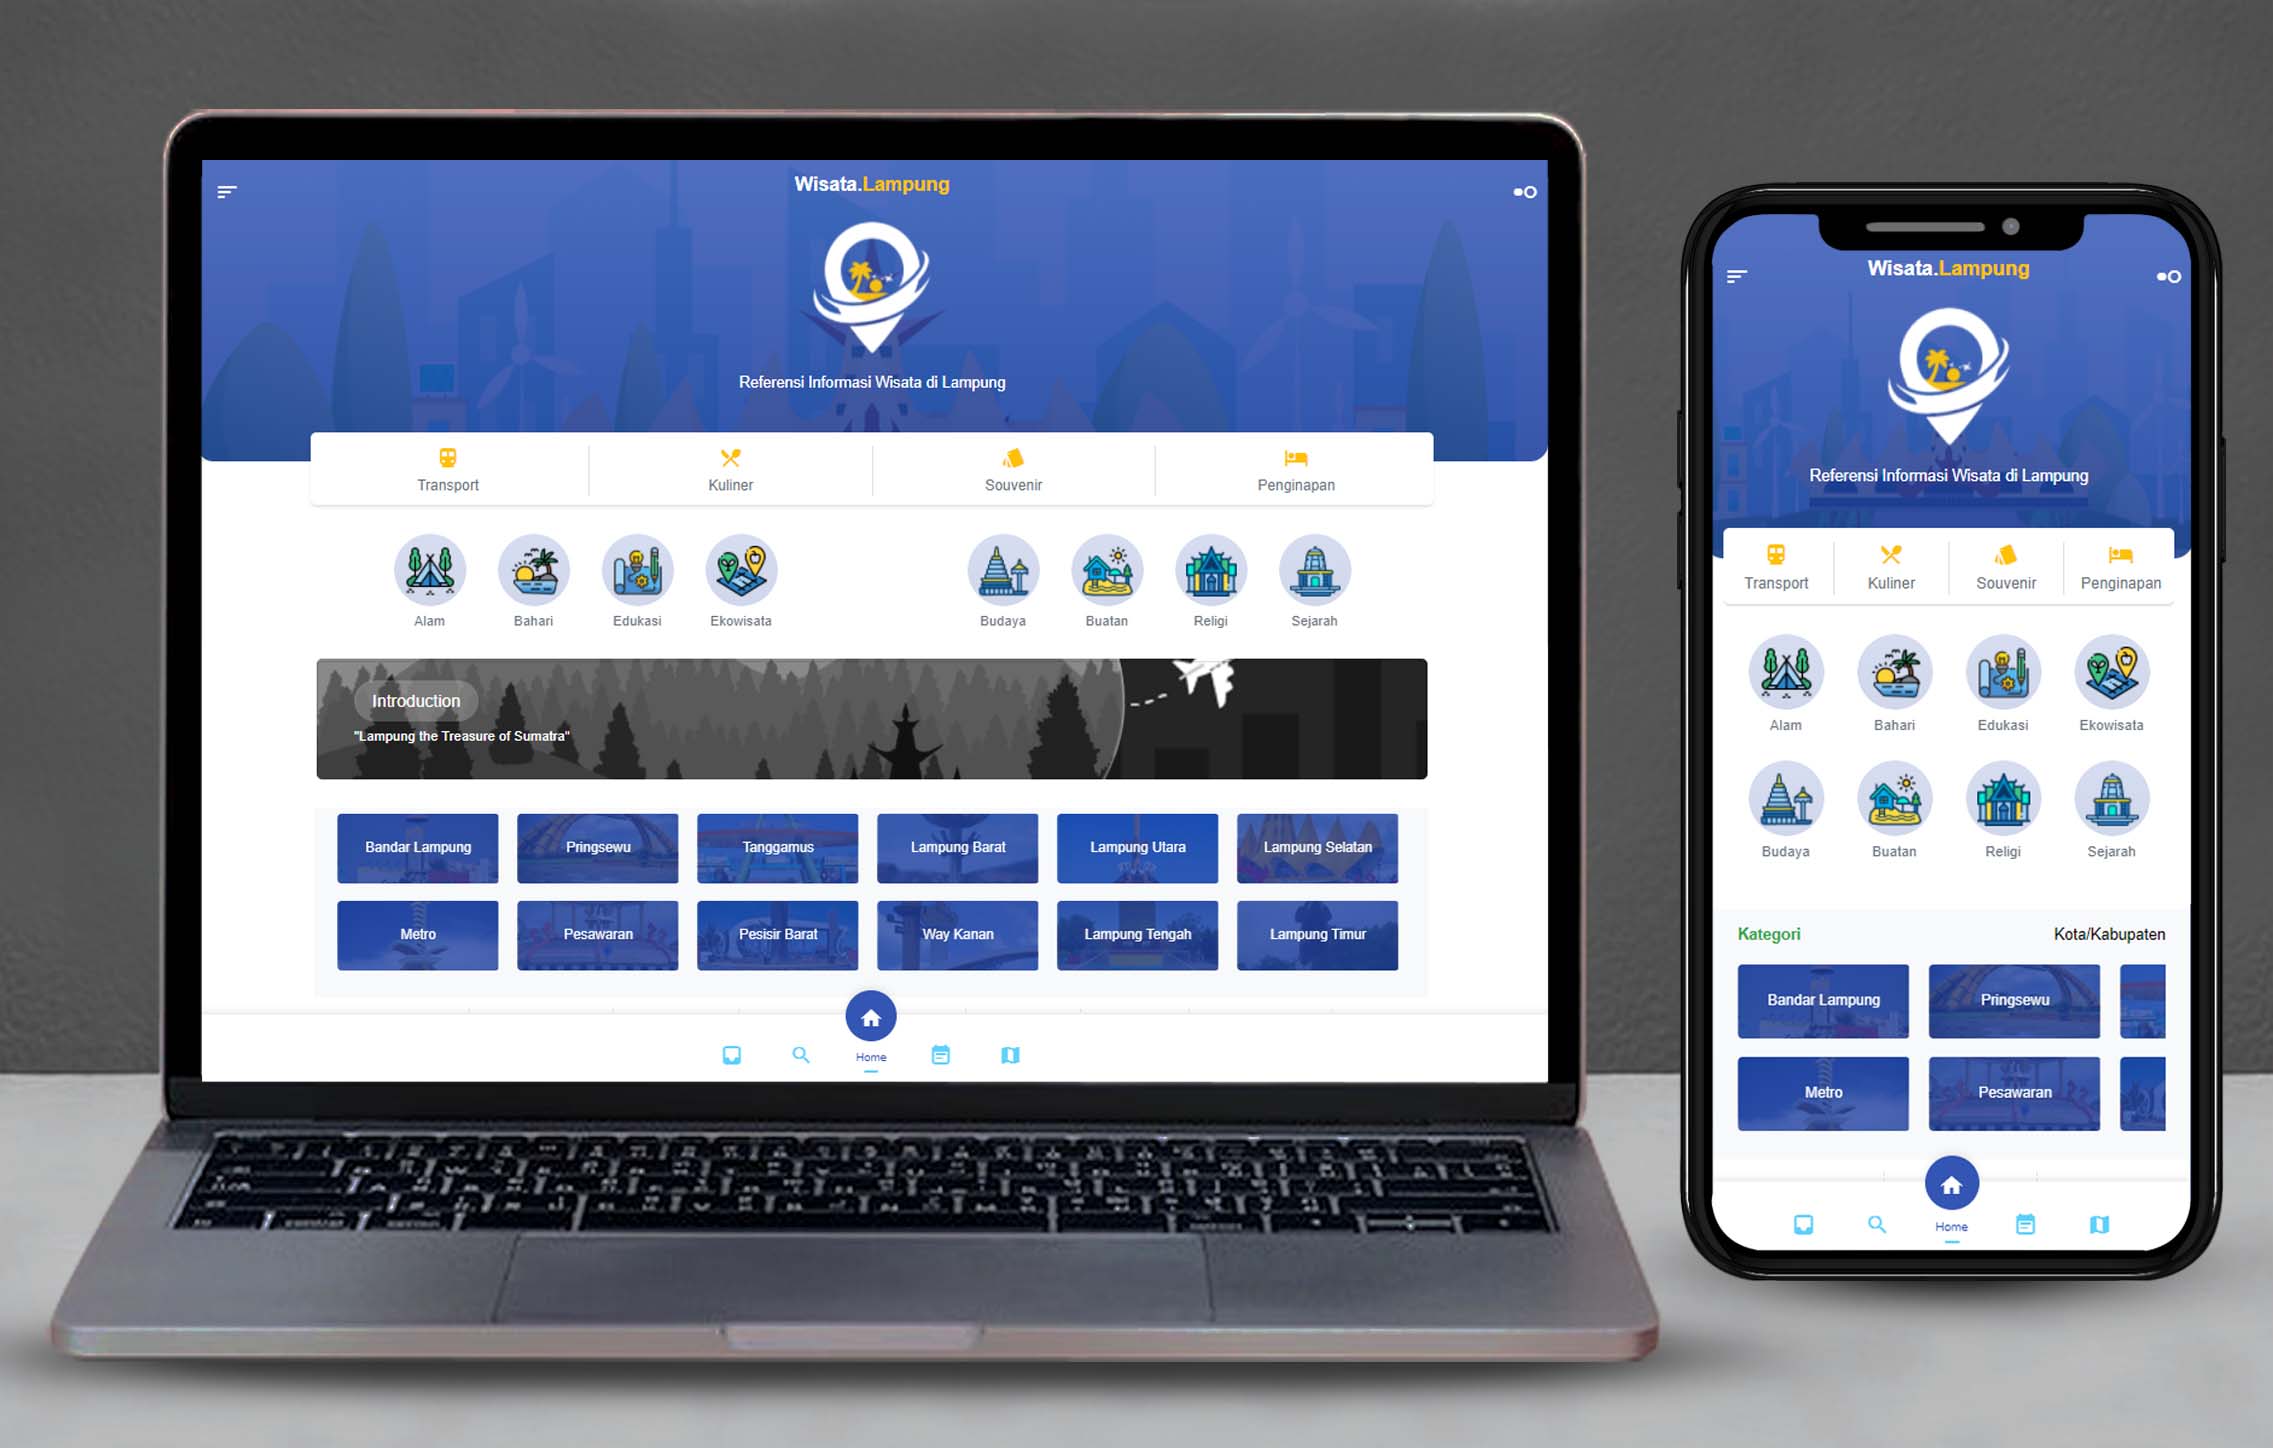 Wisata.Lampung
Referensi Informasi Wisata di Lampung
Transport Kuliner Souvenir Penginapan
Alam Bahari Edukasi Ekowisata Budaya Buatan Religi Sejarah
Introduction
"Lampung the Treasure of Sumatra"
Bandar Lampung Pringsewu Tanggamus Lampung Barat Lampung Utara Lampung Selatan
Metro Pesawaran Pesisir Barat Way Kanan Lampung Tengah Lampung Timur
Home
Wisata.Lampung
Referensi Informasi Wisata di Lampung
Transport Kuliner Souvenir Penginapan
Alam Bahari Edukasi Ekowisata
Budaya Buatan Religi Sejarah
Kategori Kota/Kabupaten
Bandar Lampung Pringsewu
Metro Pesawaran
Home